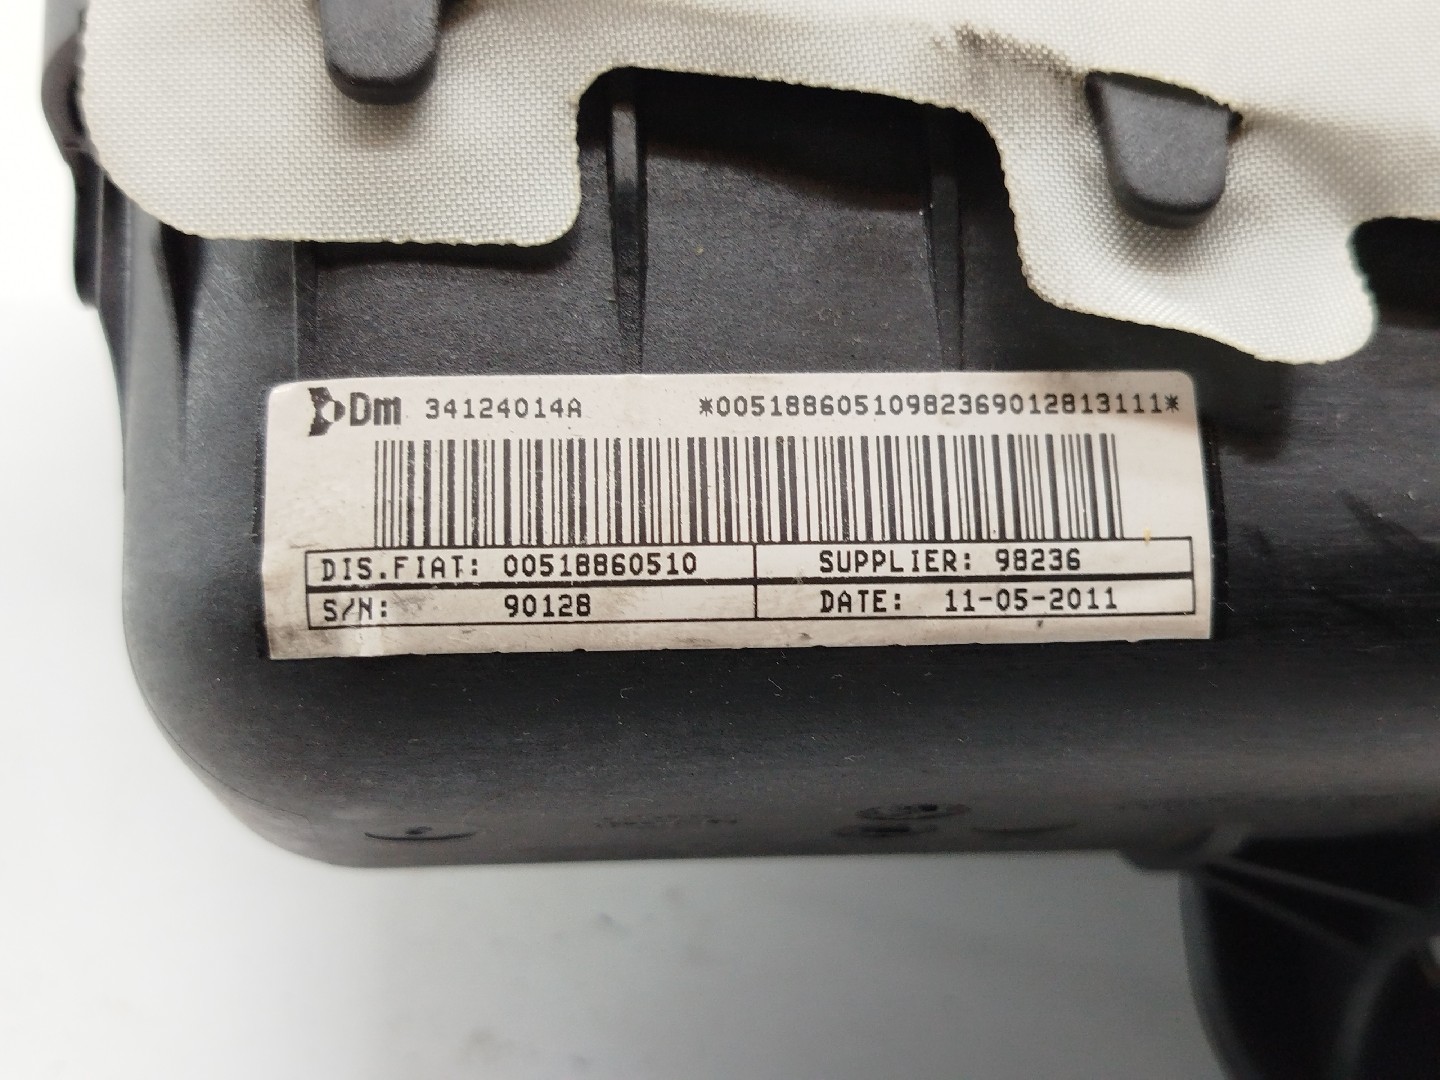 Dm 34124014A *00518860510982369012813111*
DIS.FIAT: 00518860510 SUPPLIER: 98236
S/N: 90128 DATE: 11-05-2011